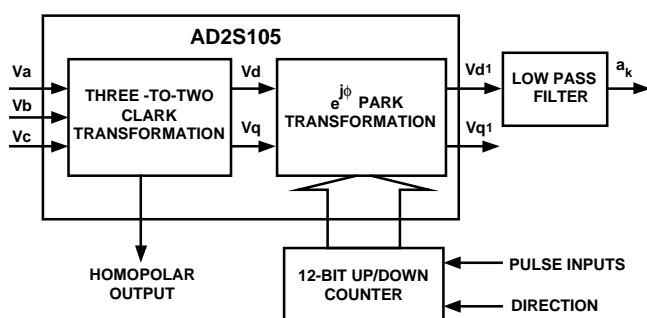 AD2S105
Va
Vb
Vc
THREE -TO-TWO
CLARK
TRANSFORMATION
Vd
Vq
e^jϕ PARK
TRANSFORMATION
Vd1
Vq1
LOW PASS
FILTER
a_k
HOMOPOLAR
OUTPUT
12-BIT UP/DOWN
COUNTER
PULSE INPUTS
DIRECTION